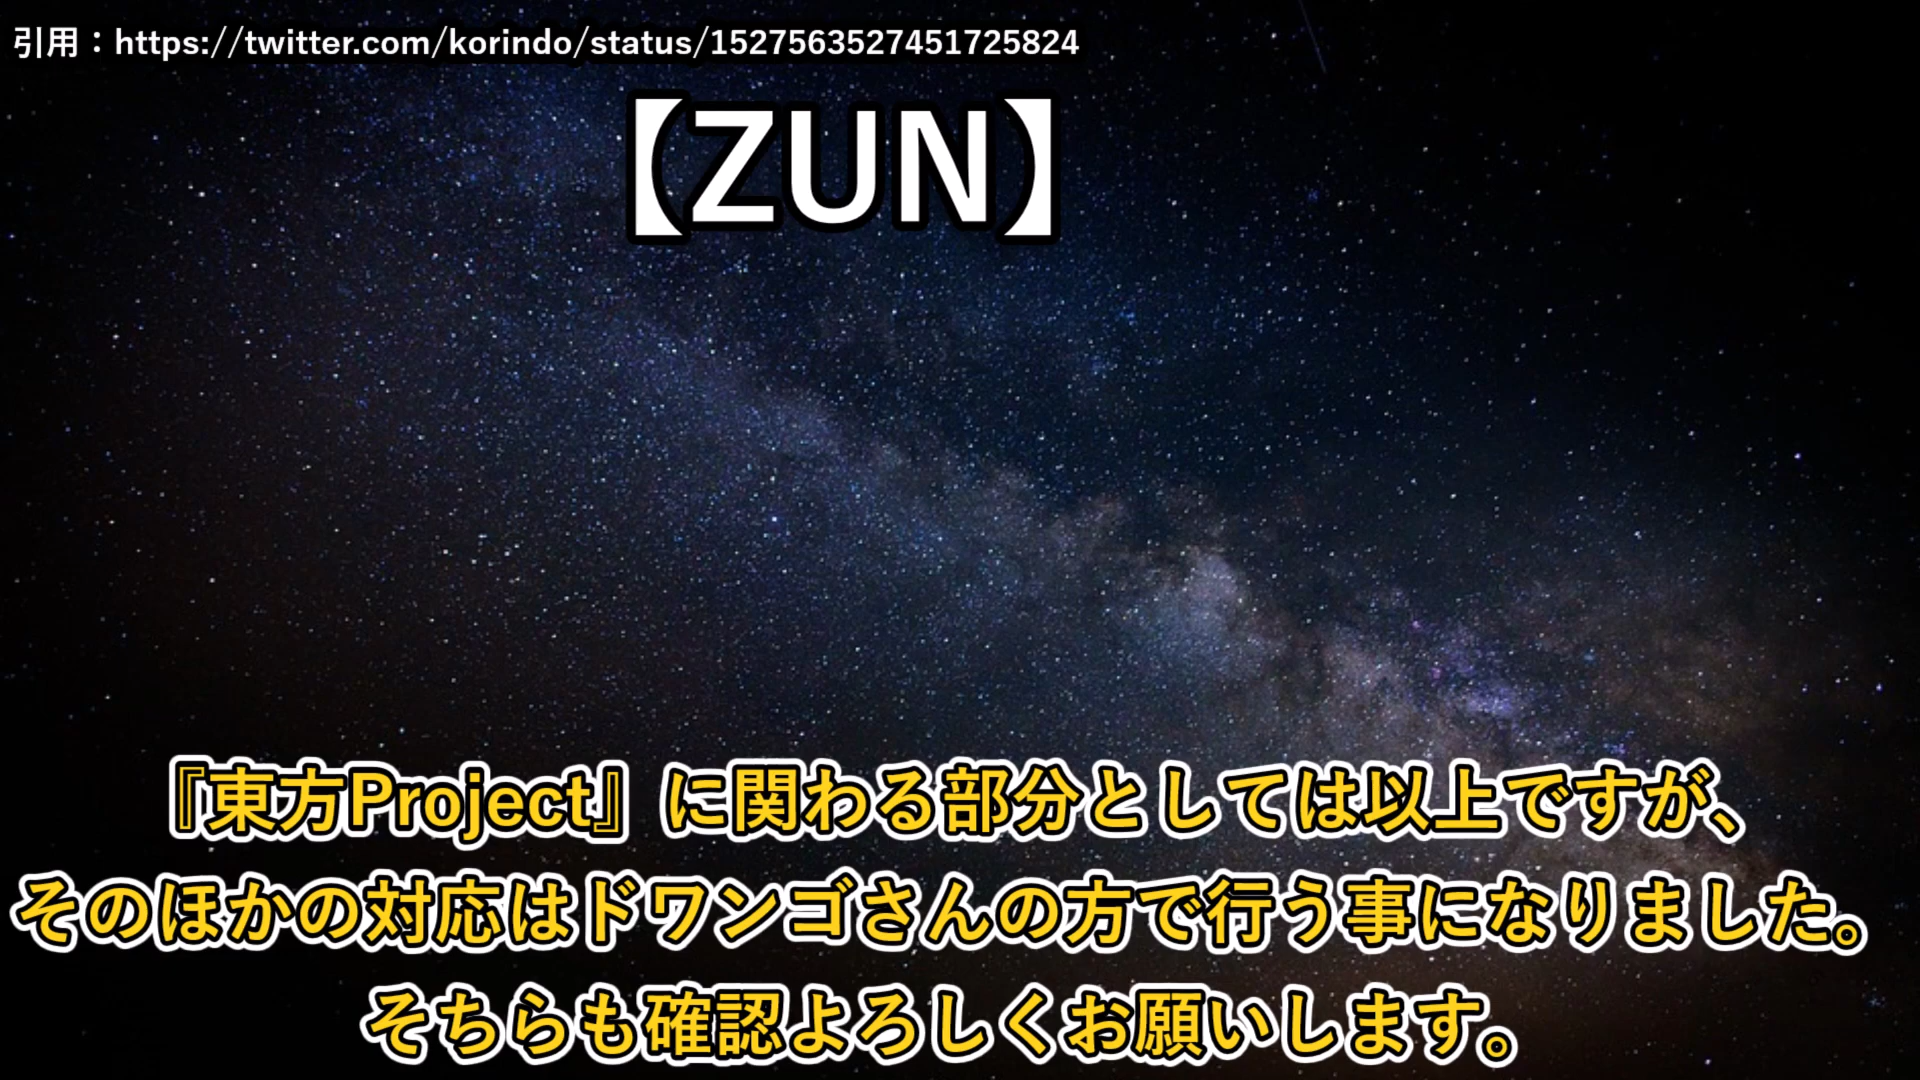 引用：https://twitter.com/korindo/status/1527563527451725824
【ZUN】
『東方Project』に関わる部分としては以上ですが、
そのほかの対応はドワンゴさんの方で行う事になりました。
そちらも確認よろしくお願いします。